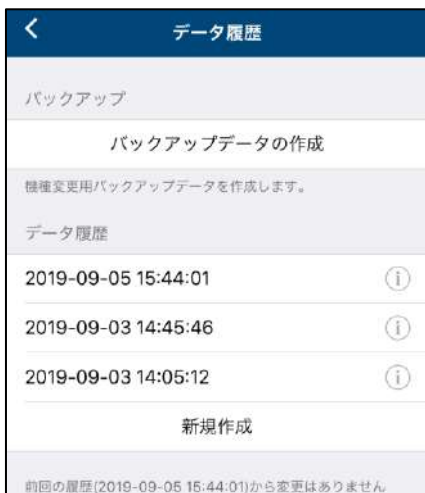 データ履歴
バックアップ
バックアップデータの作成
機種変更用バックアップデータを作成します。
データ履歴
2019-09-05 15:44:01
2019-09-03 14:45:46
2019-09-03 14:05:12
新規作成
前回の履歴(2019-09-05 15:44:01)から変更はありません